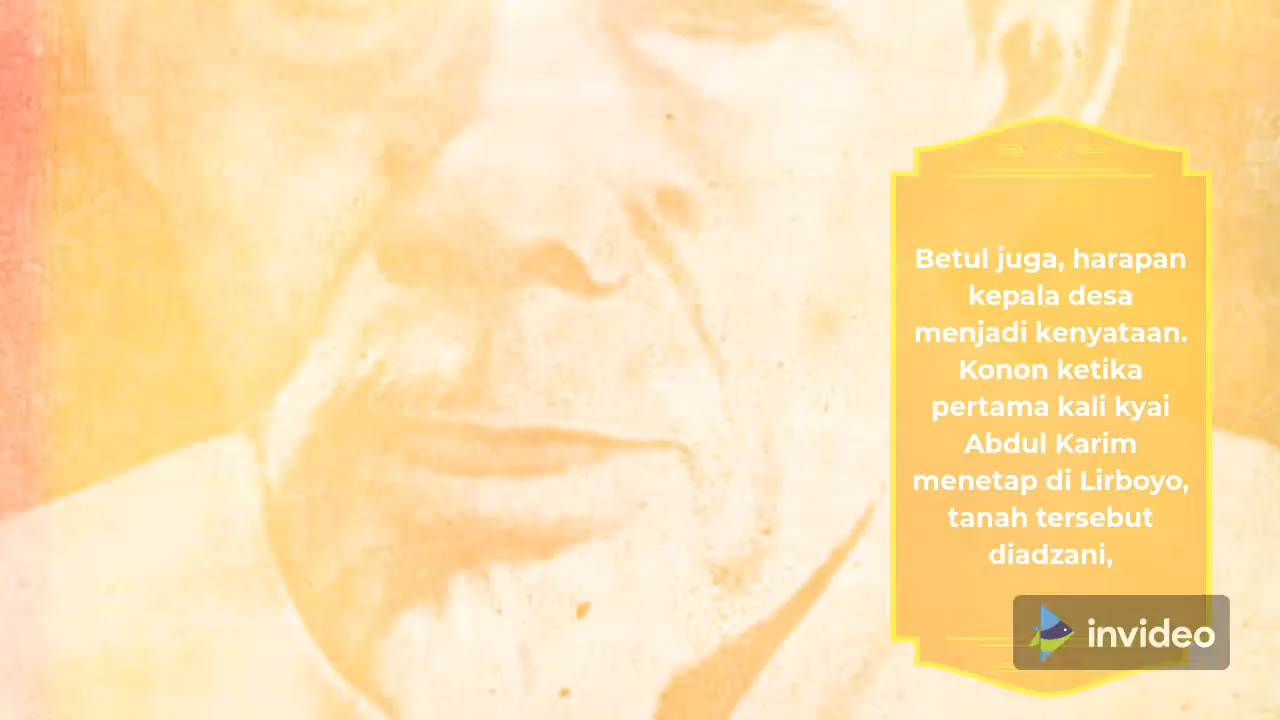 Betul juga, harapan
kepala desa
menjadi kenyataan.
Konon ketika
pertama kali kyai
Abdul Karim
menetap di Lirboyo,
tanah tersebut
diadzani,
invideo